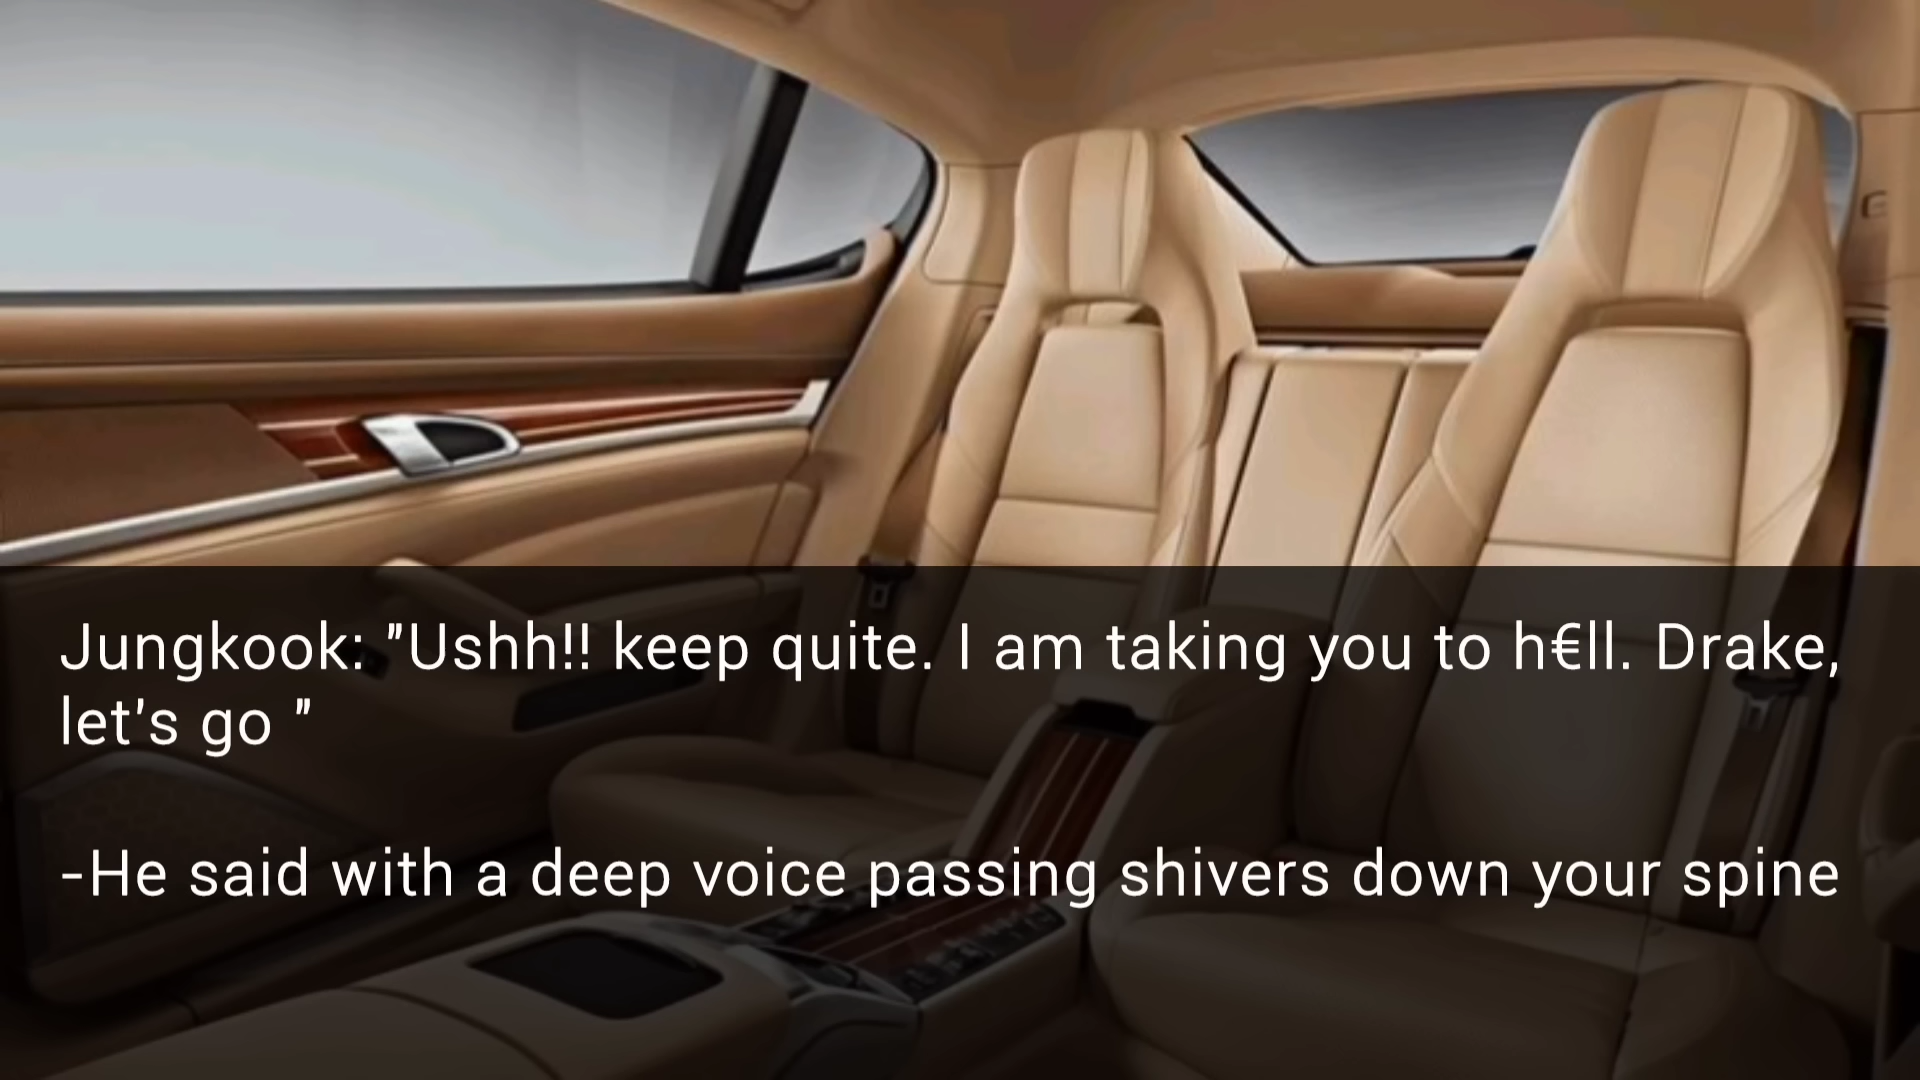 Jungkook: "Ushh!! keep quite. I am taking you to h€ll. Drake,
let's go "
-He said with a deep voice passing shivers down your spine